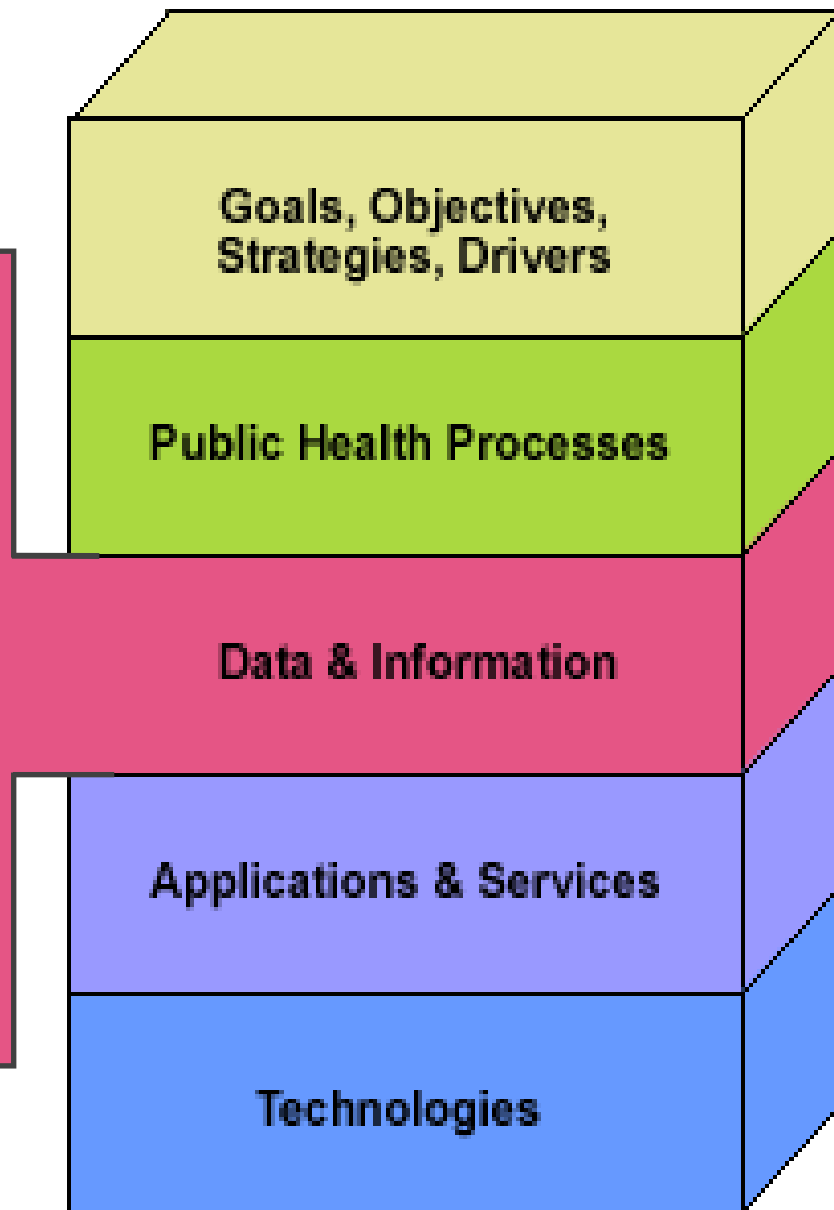 Goals, Objectives,
Strategies, Drivers
Public Health Processes
Data & Information
Applications & Services
Technologies